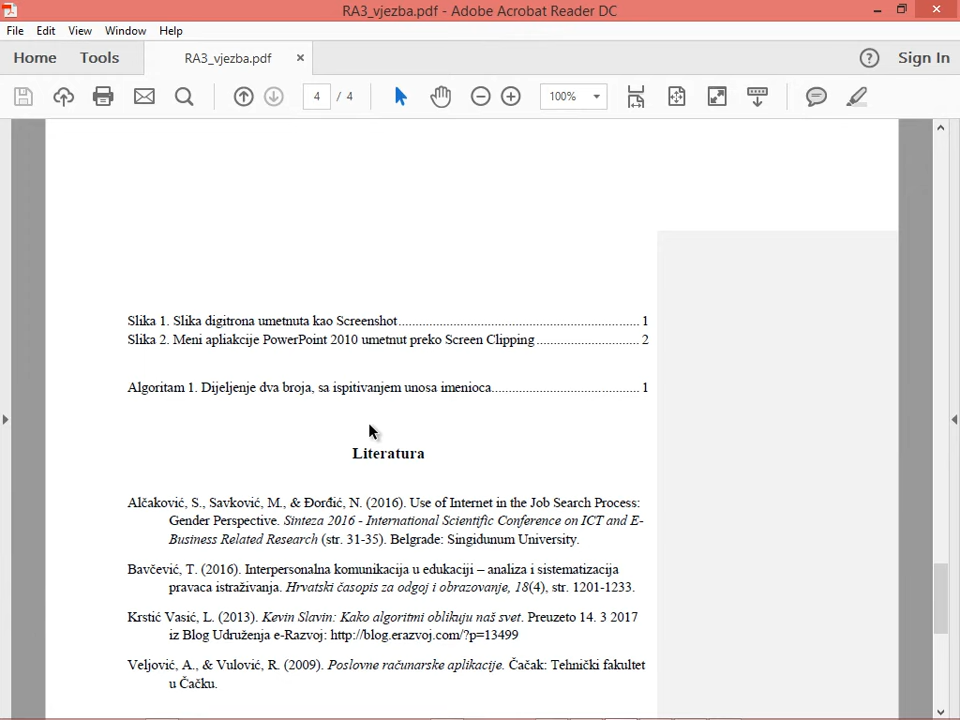 RA3_vjezba.pdf - Adobe Acrobat Reader DC
File Edit View Window Help
Home Tools RA3_vjezba.pdf × Sign In
4 / 4 100%
Slika 1. Slika digitrona umetnuta kao Screenshot........................................................................ 1
Slika 2. Meni apliakcije PowerPoint 2010 umetnut preko Screen Clipping............................... 2
Algoritam 1. Dijeljenje dva broja, sa ispitivanjem unosa imenioca............................................ 1
Literatura
Alčaković, S., Savković, M., & Đorđić, N. (2016). Use of Internet in the Job Search Process:
Gender Perspective. Sinteza 2016 - International Scientific Conference on ICT and E-
Business Related Research (str. 31-35). Belgrade: Singidunum University.
Bavčević, T. (2016). Interpersonalna komunikacija u edukaciji – analiza i sistematizacija
pravaca istraživanja. Hrvatski časopis za odgoj i obrazovanje, 18(4), str. 1201-1233.
Krstić Vasić, L. (2013). Kevin Slavin: Kako algoritmi oblikuju naš svet. Preuzeto 14. 3 2017
iz Blog Udruženja e-Razvoj: http://blog.erazvoj.com/?p=13499
Veljović, A., & Vulović, R. (2009). Poslovne računarske aplikacije. Čačak: Tehnički fakultet
u Čačku.